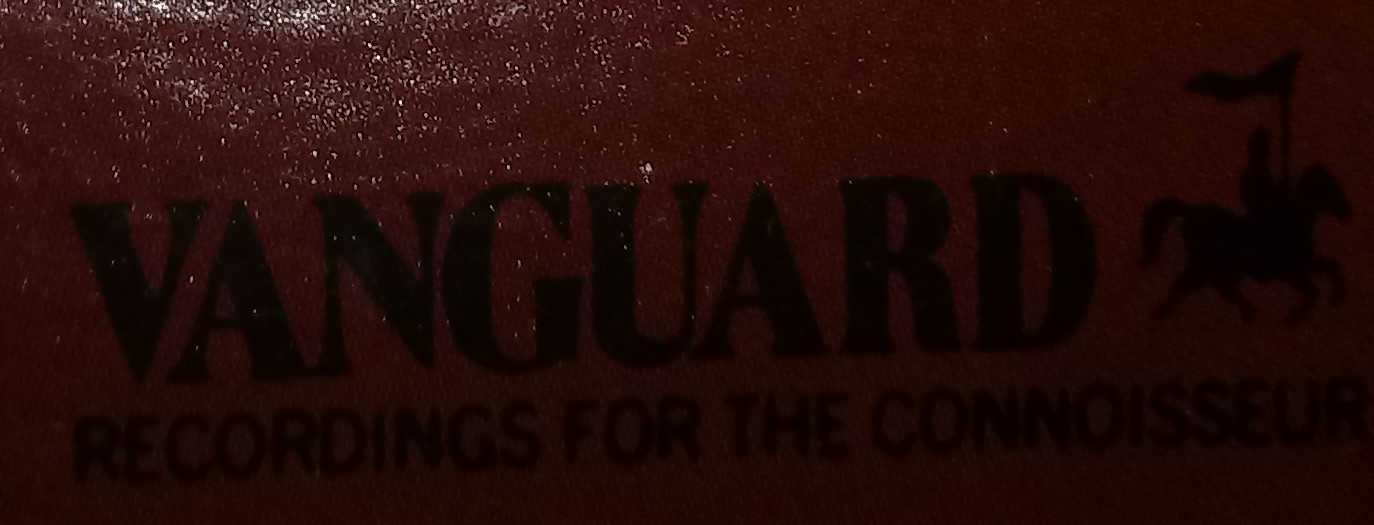 VANGUARD
RECORDINGS FOR THE CONNOISSEUR